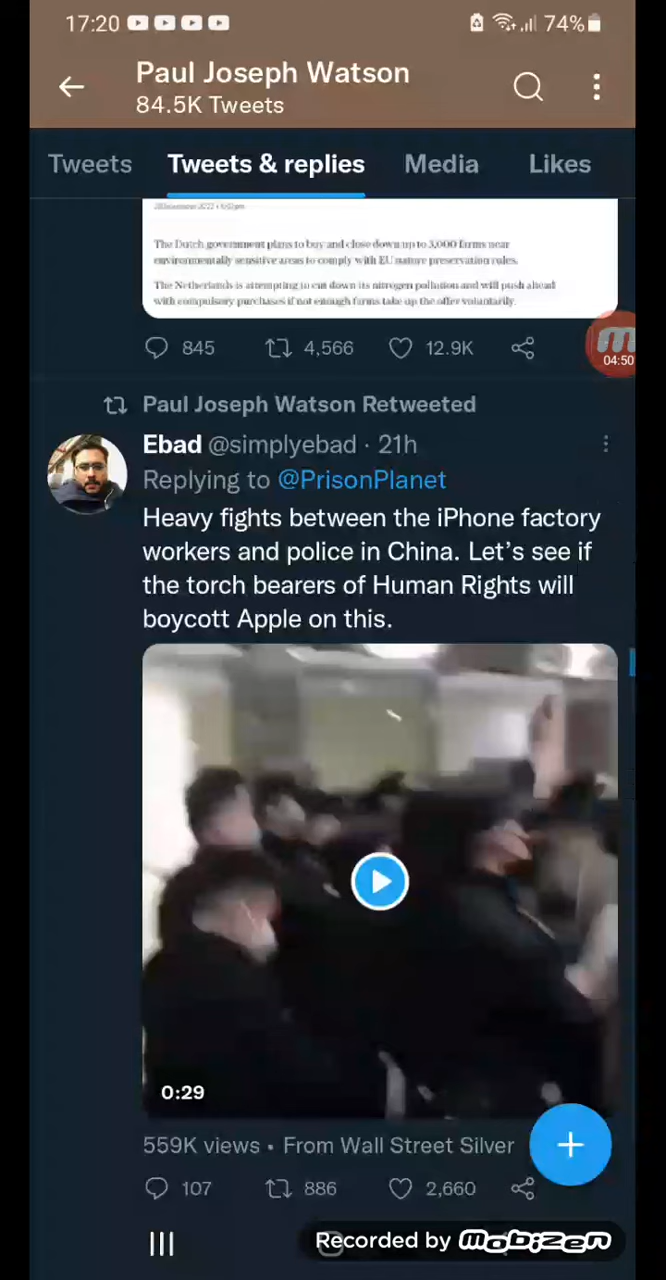 17:20 74%
Paul Joseph Watson
84.5K Tweets
Tweets Tweets & replies Media Likes
The Dutch government plans to buy and close down up to 3,000 farms near
environmentally sensitive areas to comply with EU nature preservation rules.
The Netherlands is attempting to cut down its nitrogen pollution and will push ahead
with compulsory purchases if not enough farms take up the offer voluntarily.
845 4,566 12.9K
04:50
Paul Joseph Watson Retweeted
Ebad @simplyebad · 21h
Replying to @PrisonPlanet
Heavy fights between the iPhone factory
workers and police in China. Let’s see if
the torch bearers of Human Rights will
boycott Apple on this.
0:29
559K views • From Wall Street Silver
107 886 2,660
Recorded by mobizen